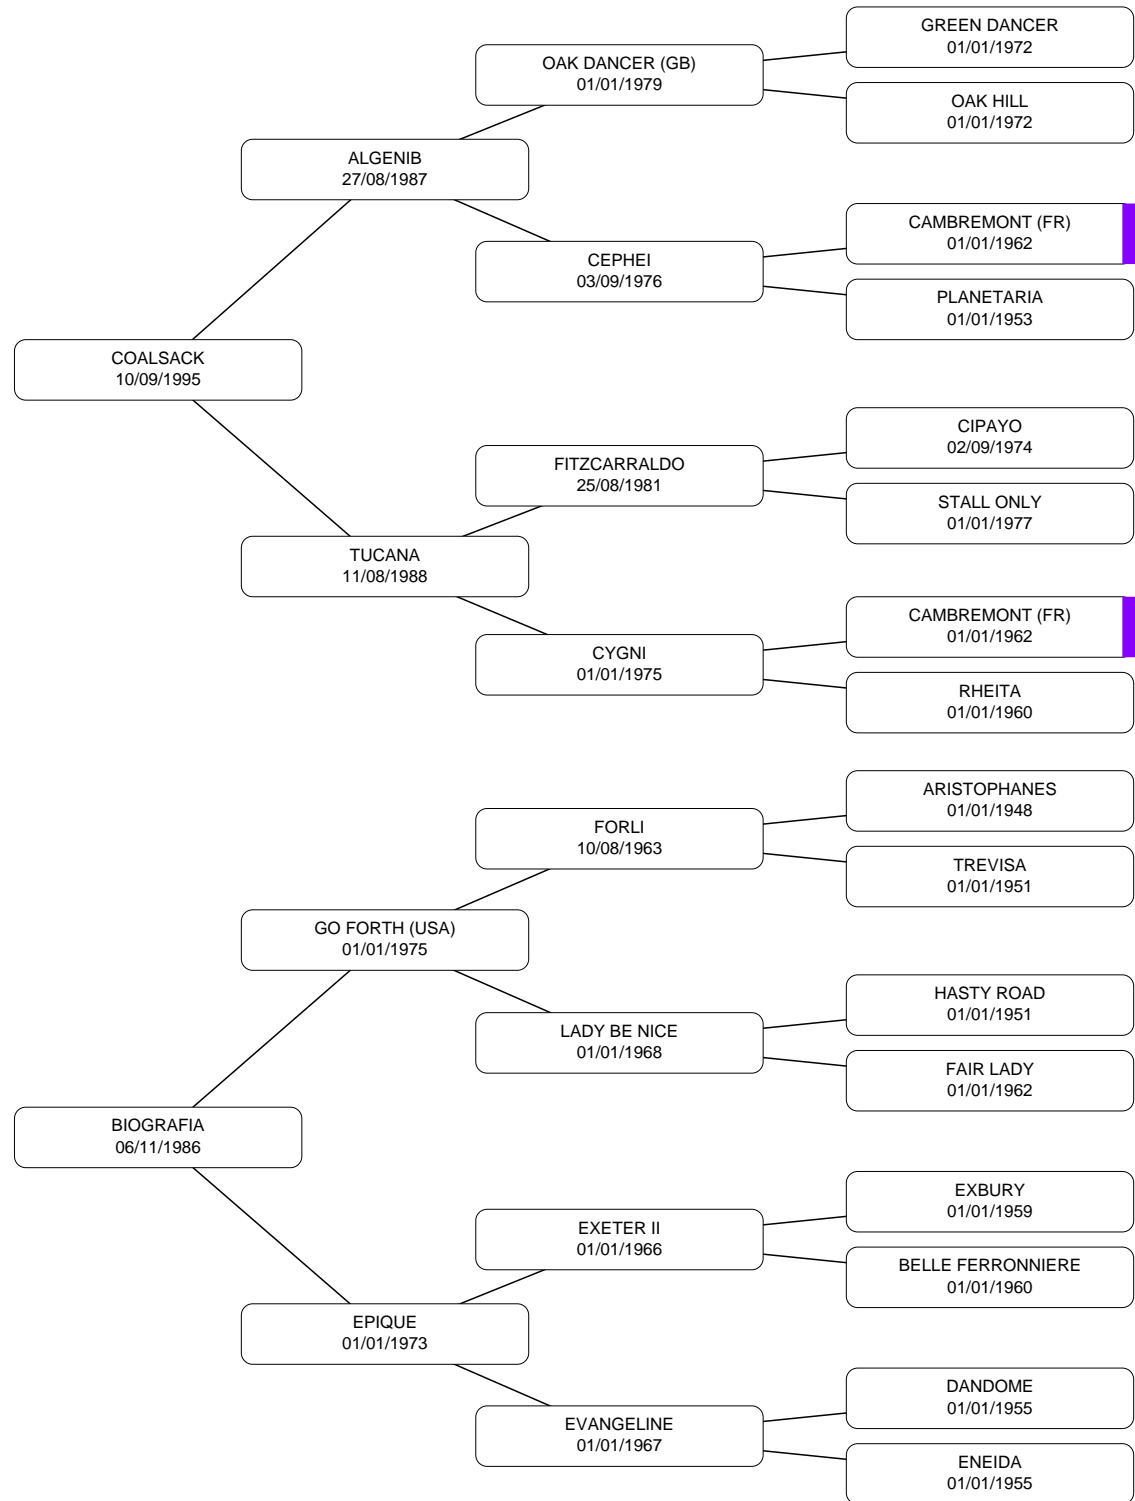 GREEN DANCER
01/01/1972
OAK DANCER (GB)
01/01/1979
OAK HILL
01/01/1972
ALGENIB
27/08/1987
CAMBREMONT (FR)
01/01/1962
CEPHEI
03/09/1976
PLANETARIA
01/01/1953
COALSACK
10/09/1995
CIPAYO
02/09/1974
FITZCARRALDO
25/08/1981
STALL ONLY
01/01/1977
TUCANA
11/08/1988
CAMBREMONT (FR)
01/01/1962
CYGNI
01/01/1975
RHEITA
01/01/1960
ARISTOPHANES
01/01/1948
FORLI
10/08/1963
TREVISA
01/01/1951
GO FORTH (USA)
01/01/1975
HASTY ROAD
01/01/1951
LADY BE NICE
01/01/1968
FAIR LADY
01/01/1962
BIOGRAFIA
06/11/1986
EXBURY
01/01/1959
EXETER II
01/01/1966
BELLE FERRONNIERE
01/01/1960
EPIQUE
01/01/1973
DANDOME
01/01/1955
EVANGELINE
01/01/1967
ENEIDA
01/01/1955